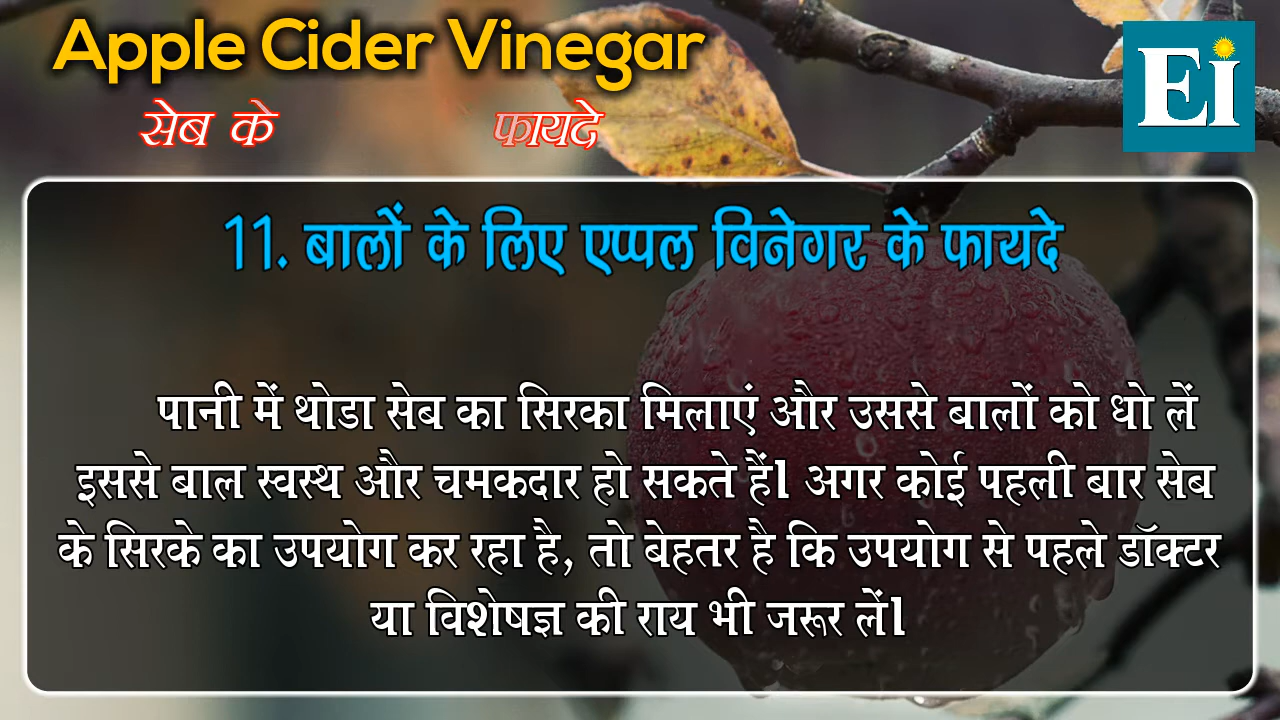 Apple Cider Vinegar
सेब के फायदे
Ei
11. बालों के लिए एप्पल विनेगर के फायदे
पानी में थोडा सेब का सिरका मिलाएं और उससे बालों को धो लें
इससे बाल स्वस्थ और चमकदार हो सकते हैं। अगर कोई पहली बार सेब
के सिरके का उपयोग कर रहा है, तो बेहतर है कि उपयोग से पहले डॉक्टर
या विशेषज्ञ की राय भी जरूर लें।